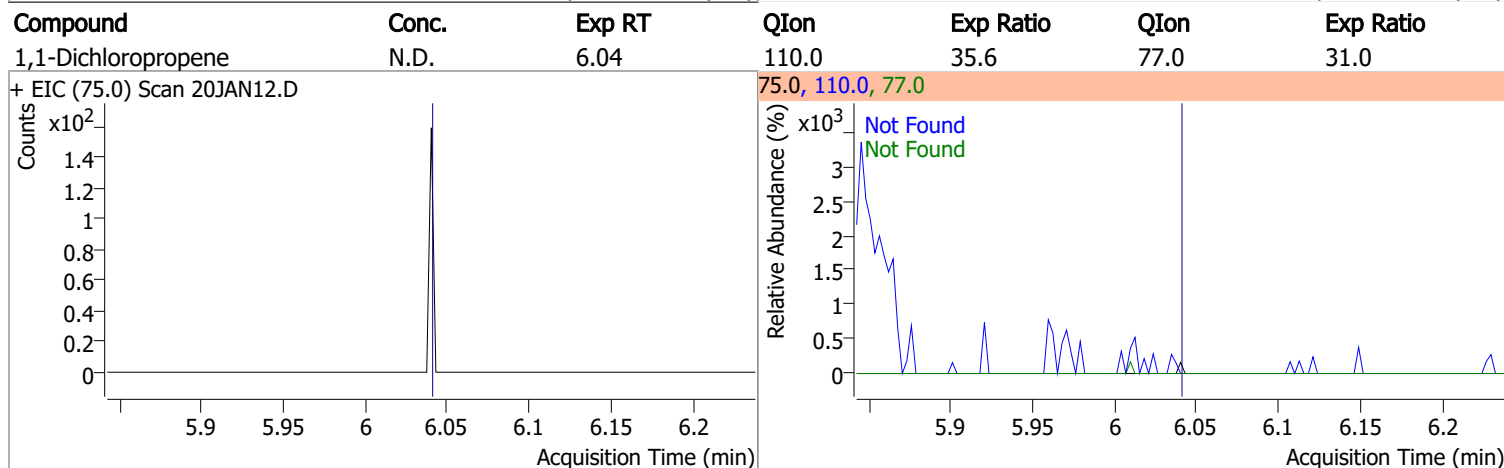 Compound Conc. Exp RT QIon Exp Ratio QIon Exp Ratio
1,1-Dichloropropene N.D. 6.04 110.0 35.6 77.0 31.0
+ EIC (75.0) Scan 20JAN12.D
Counts
x10²
1.4
1.2
1
0.8
0.6
0.4
0.2
0
5.9 5.95 6 6.05 6.1 6.15 6.2
Acquisition Time (min)
75.0, 110.0, 77.0
Relative Abundance (%)
x10³
Not Found
Not Found
3
2.5
2
1.5
1
0.5
0
5.9 5.95 6 6.05 6.1 6.15 6.2
Acquisition Time (min)